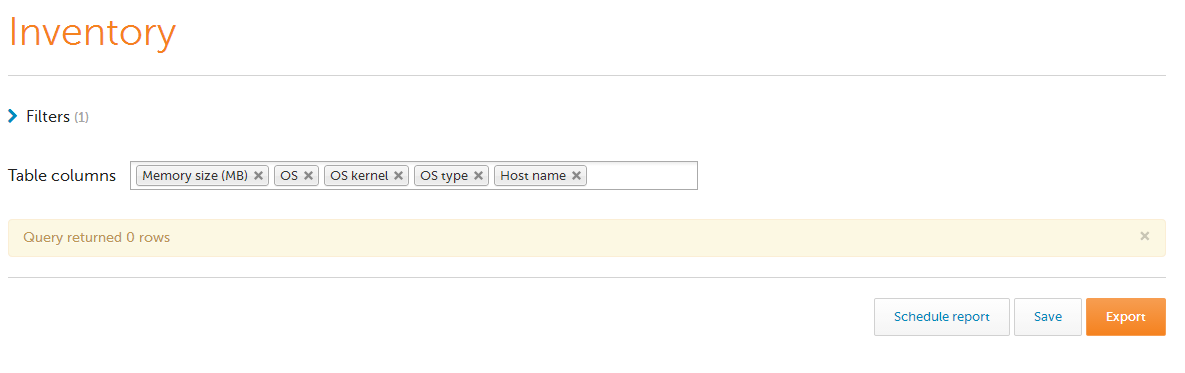 Inventory
Filters (1)
Table columns Memory size (MB) × OS × OS kernel × OS type × Host name ×
Query returned 0 rows ×
Schedule report Save Export